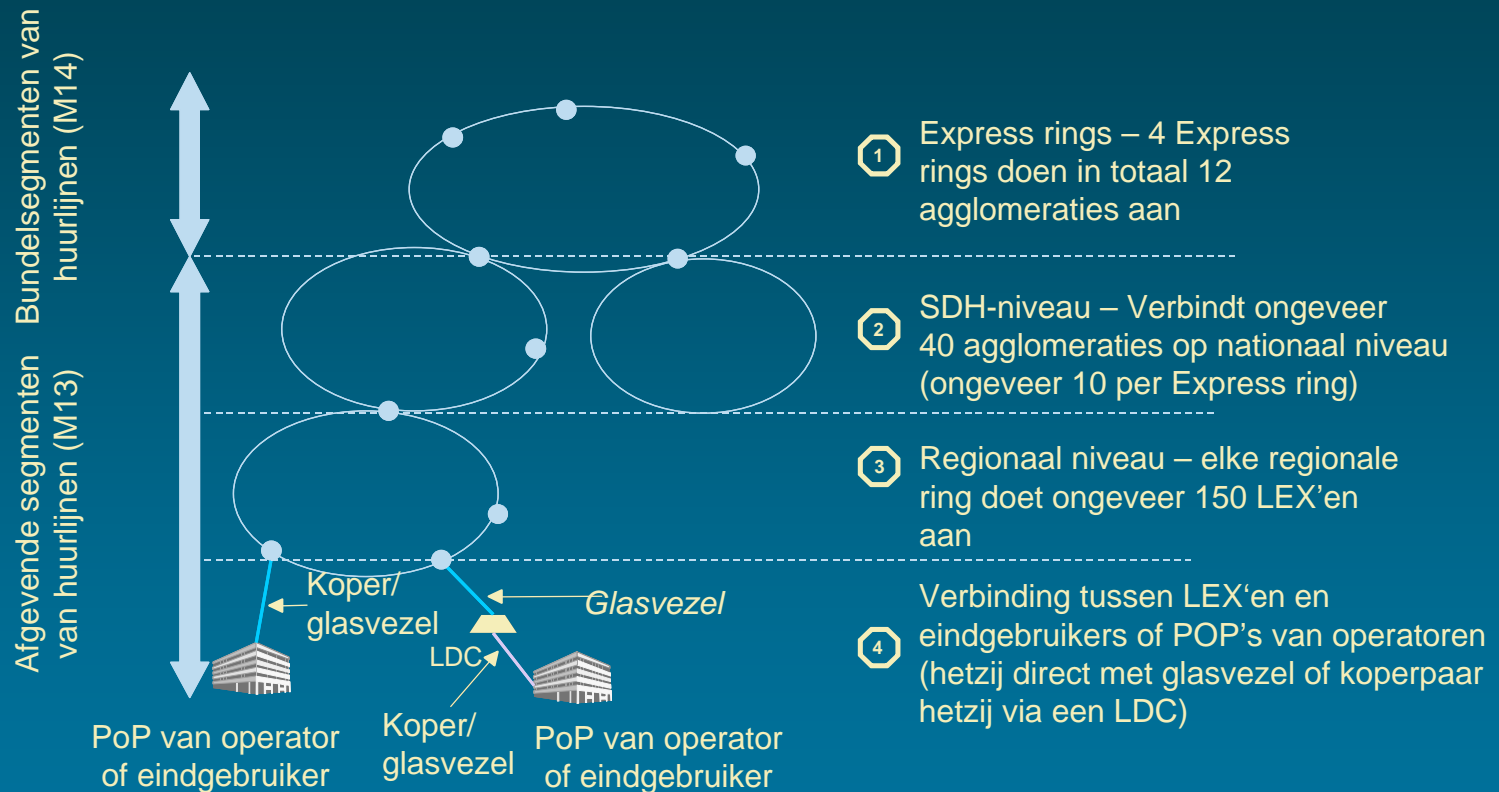 Bundelsegmenten van
huurlijnen (M14)
Afgevende segmenten
van huurlijnen (M13)
1
Express rings – 4 Express
rings doen in totaal 12
agglomeraties aan
2
SDH-niveau – Verbindt ongeveer
40 agglomeraties op nationaal niveau
(ongeveer 10 per Express ring)
3
Regionaal niveau – elke regionale
ring doet ongeveer 150 LEX'en
aan
4
Verbinding tussen LEX‘en en
eindgebruikers of POP's van operatoren
(hetzij direct met glasvezel of koperpaar
hetzij via een LDC)
Koper/
glasvezel
Glasvezel
LDC
Koper/
glasvezel
PoP van operator
of eindgebruiker
PoP van operator
of eindgebruiker